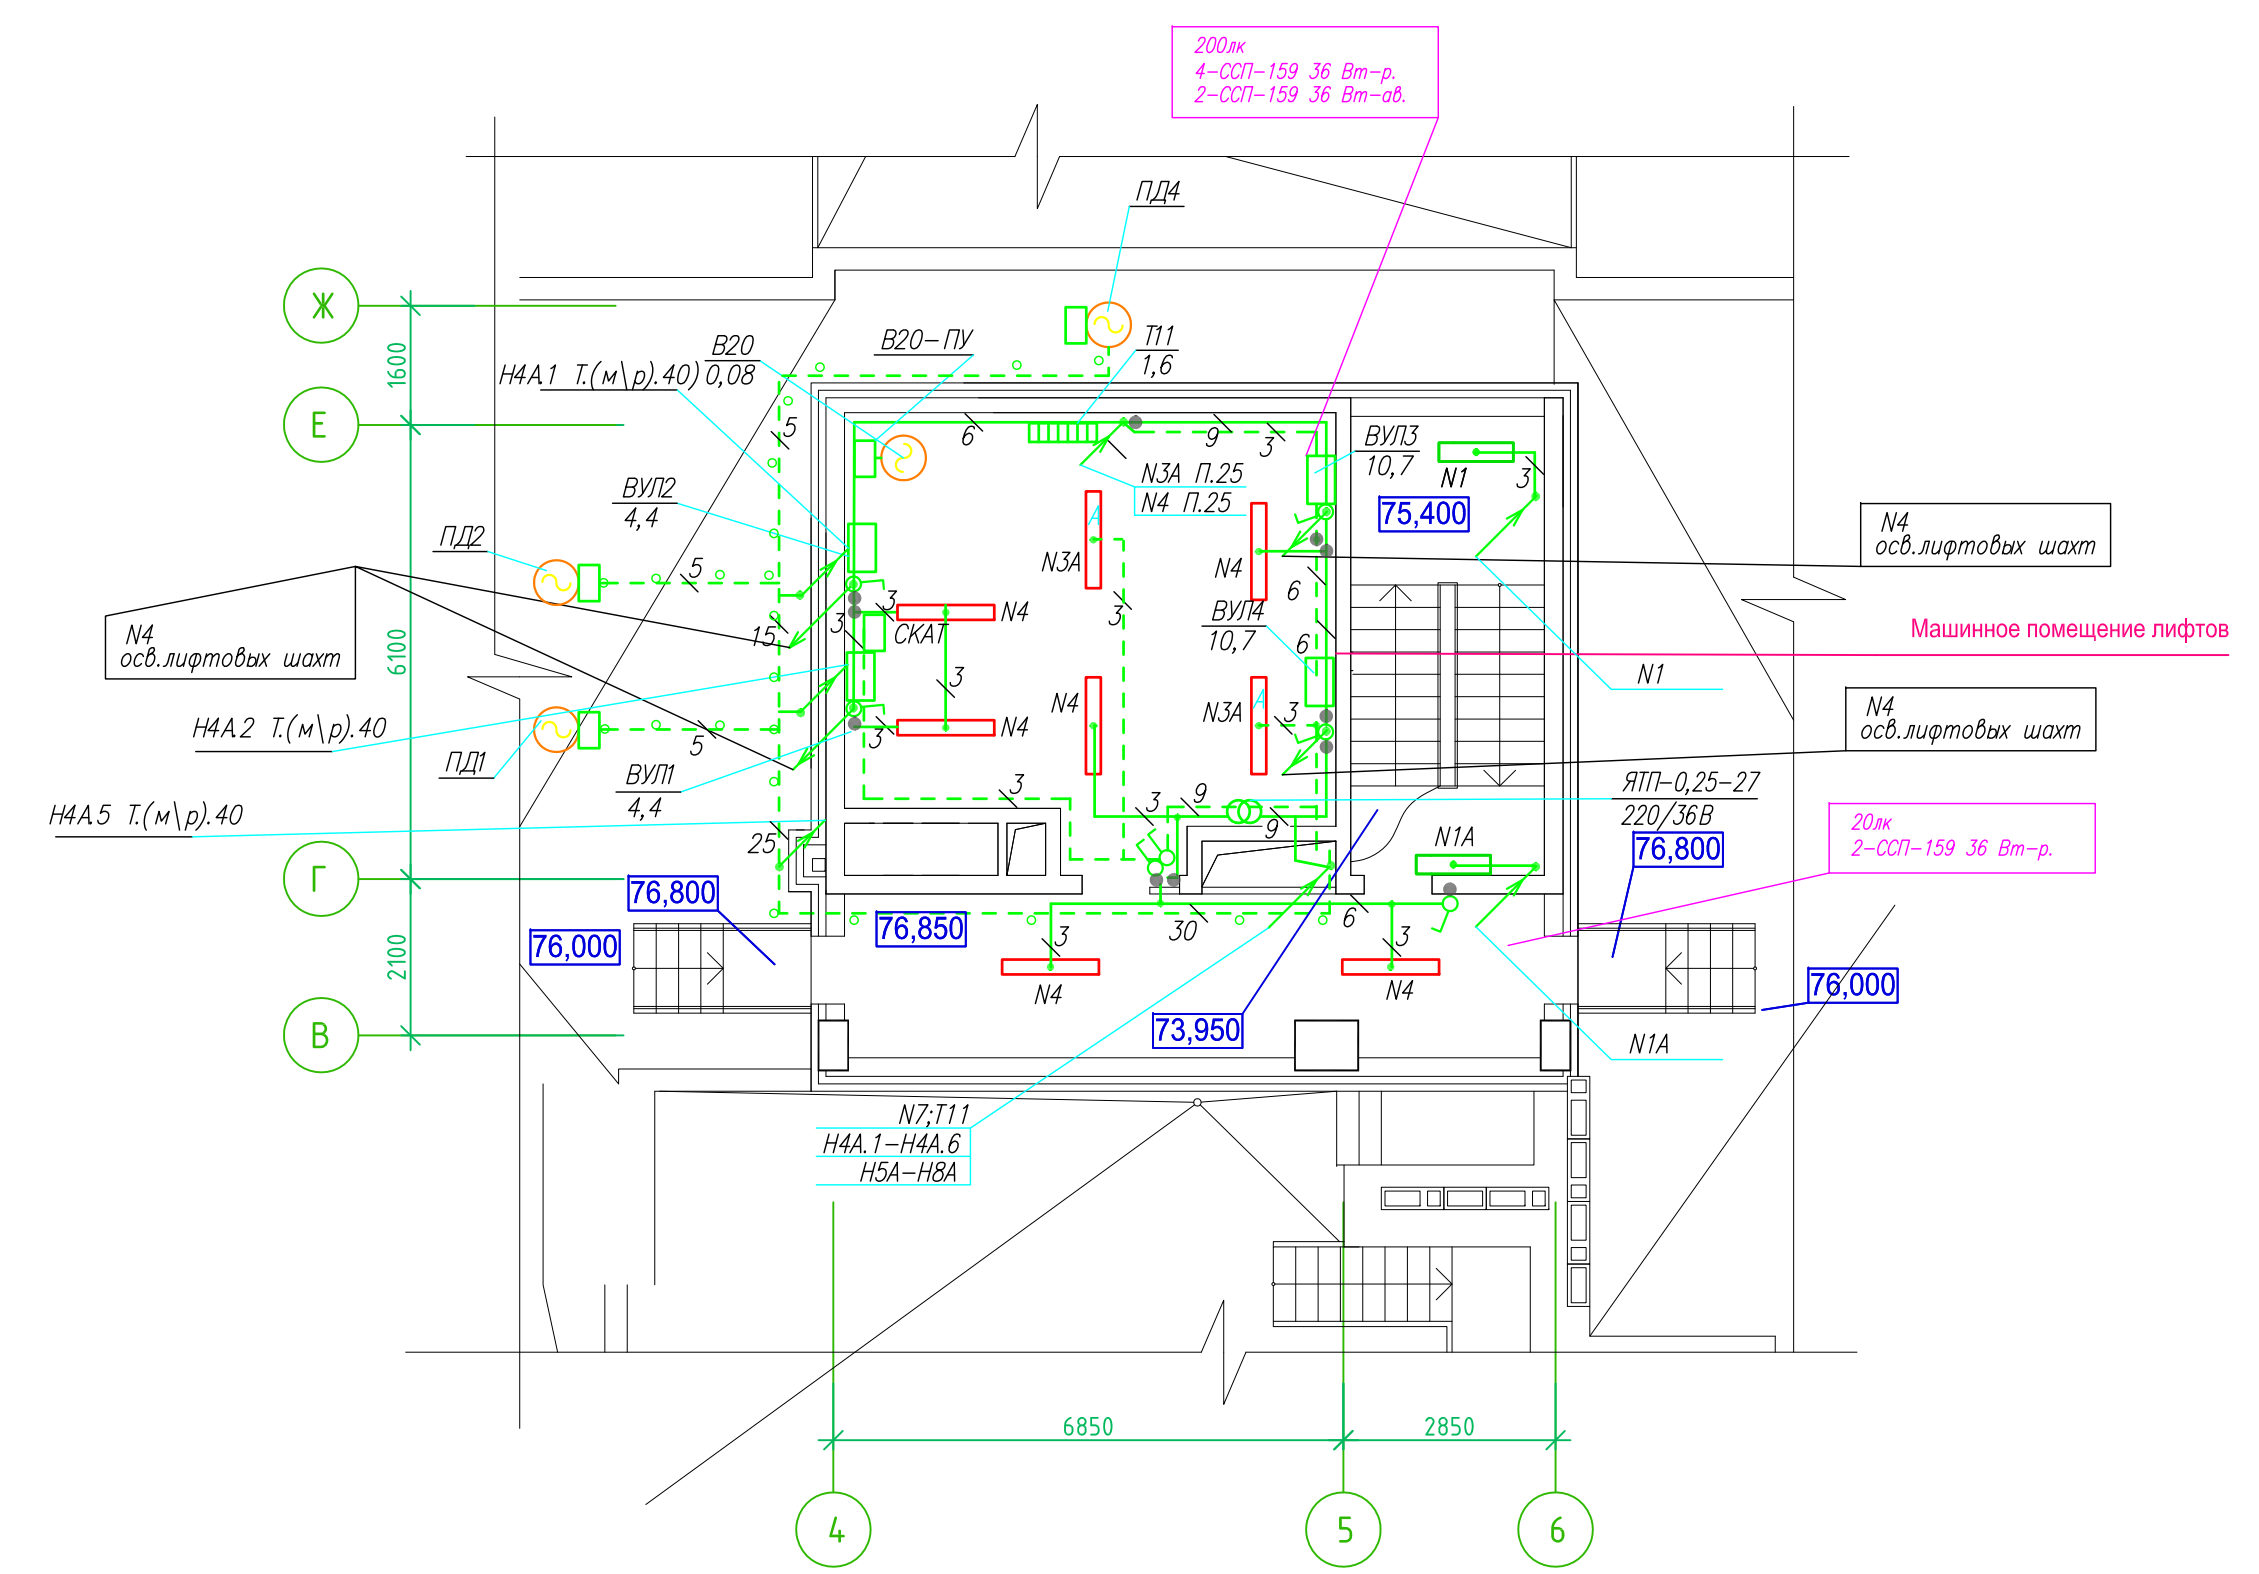 200лк
4-ССП-159 36 Вт-р.
2-ССП-159 36 Вт-ав.
ПД4
Ж
1600
В20
0,08
В20-ПУ
Т11
1,6
Н4А.1 Т.(м\р).40)
Е
5
6
9
3
ВУЛ3
10,7
N1
3
N3А П.25
N4 П.25
75,400
ВУЛ2
4,4
ПД2
А
N4
осв.лифтовых шахт
5
N3А
N4
6
3
N4
3
ВУЛ4
10,7
15
3
СКАТ
6
Машинное помещение лифтов
N4
осв.лифтовых шахт
6100
3
N1
А
N4
N3А
3
N4
осв.лифтовых шахт
Н4А.2 Т.(м\р).40
5
3
N4
ПД1
ВУЛ1
4,4
3
3
9
9
ЯТП-0,25-27
220/36В
Н4А.5 Т.(м\р).40
25
N1А
20лк
2-ССП-159 36 Вт-р.
76,800
Г
76,800
76,850
76,000
30
6
3
3
2100
N4
N4
76,000
В
73,950
N1А
N7;Т11
Н4А.1-Н4А.6
Н5А-Н8А
6850
2850
4
5
6